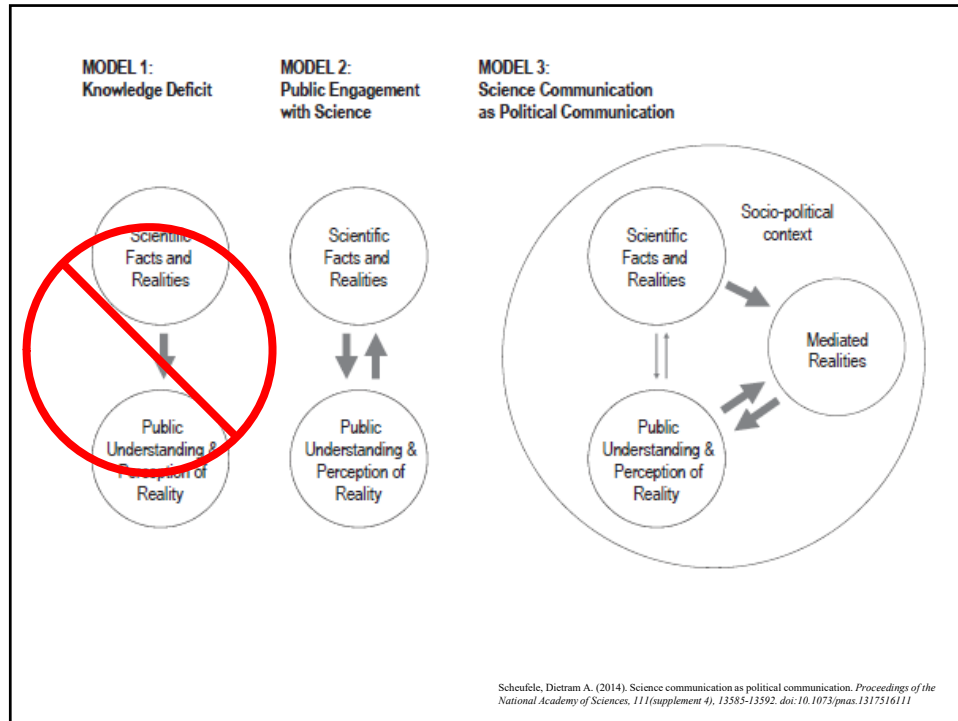 MODEL 1:
Knowledge Deficit
MODEL 2:
Public Engagement
with Science
MODEL 3:
Science Communication
as Political Communication
Scientific
Facts and
Realities
Public
Understanding &
Perception of
Reality
Scientific
Facts and
Realities
Public
Understanding &
Perception of
Reality
Socio-political
context
Scientific
Facts and
Realities
Mediated
Realities
Public
Understanding &
Perception of
Reality
Scheufele, Dietram A. (2014). Science communication as political communication. Proceedings of the
National Academy of Sciences, 111(supplement 4), 13585-13592. doi:10.1073/pnas.1317516111